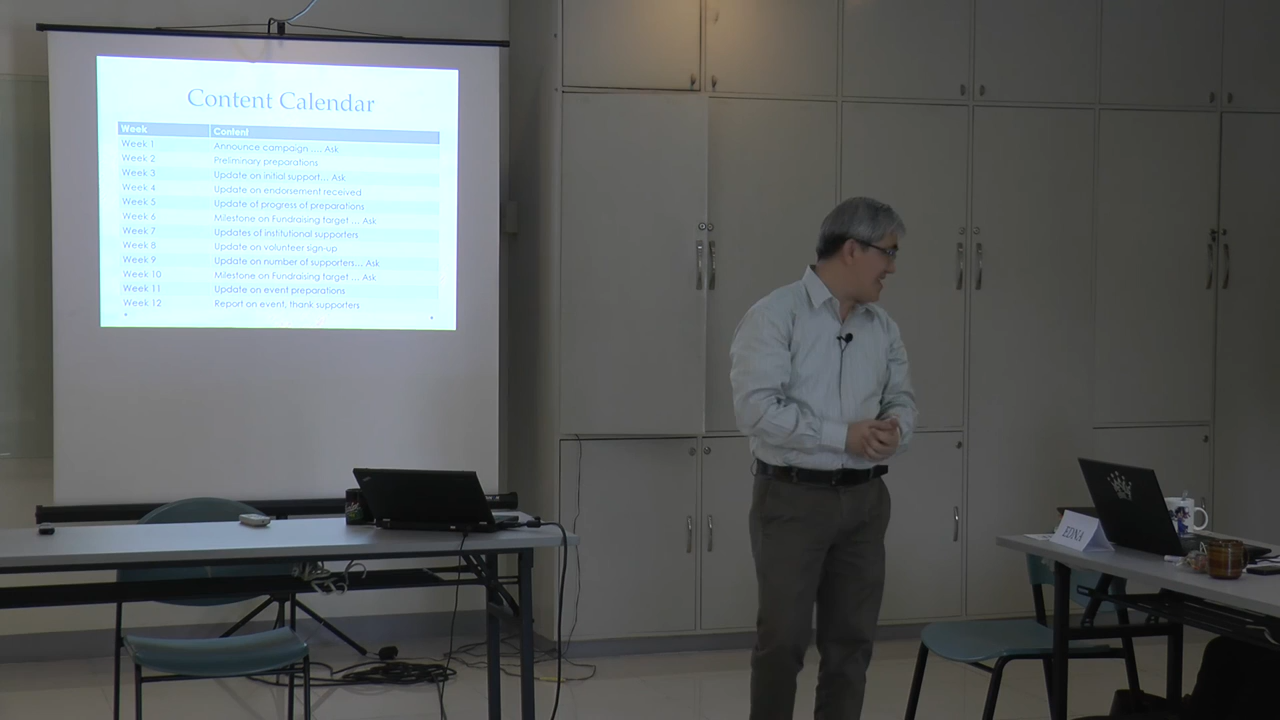 Content Calendar
Week Content
Week 1 Announce campaign .... Ask
Week 2 Preliminary preparations
Week 3 Update on initial support... Ask
Week 4 Update on endorsement received
Week 5 Update of progress of preparations
Week 6 Milestone on Fundraising target ... Ask
Week 7 Updates of institutional supporters
Week 8 Update on volunteer sign-up
Week 9 Update on number of supporters... Ask
Week 10 Milestone on Fundraising target ... Ask
Week 11 Update on event preparations
Week 12 Report on event, thank supporters
EDNA